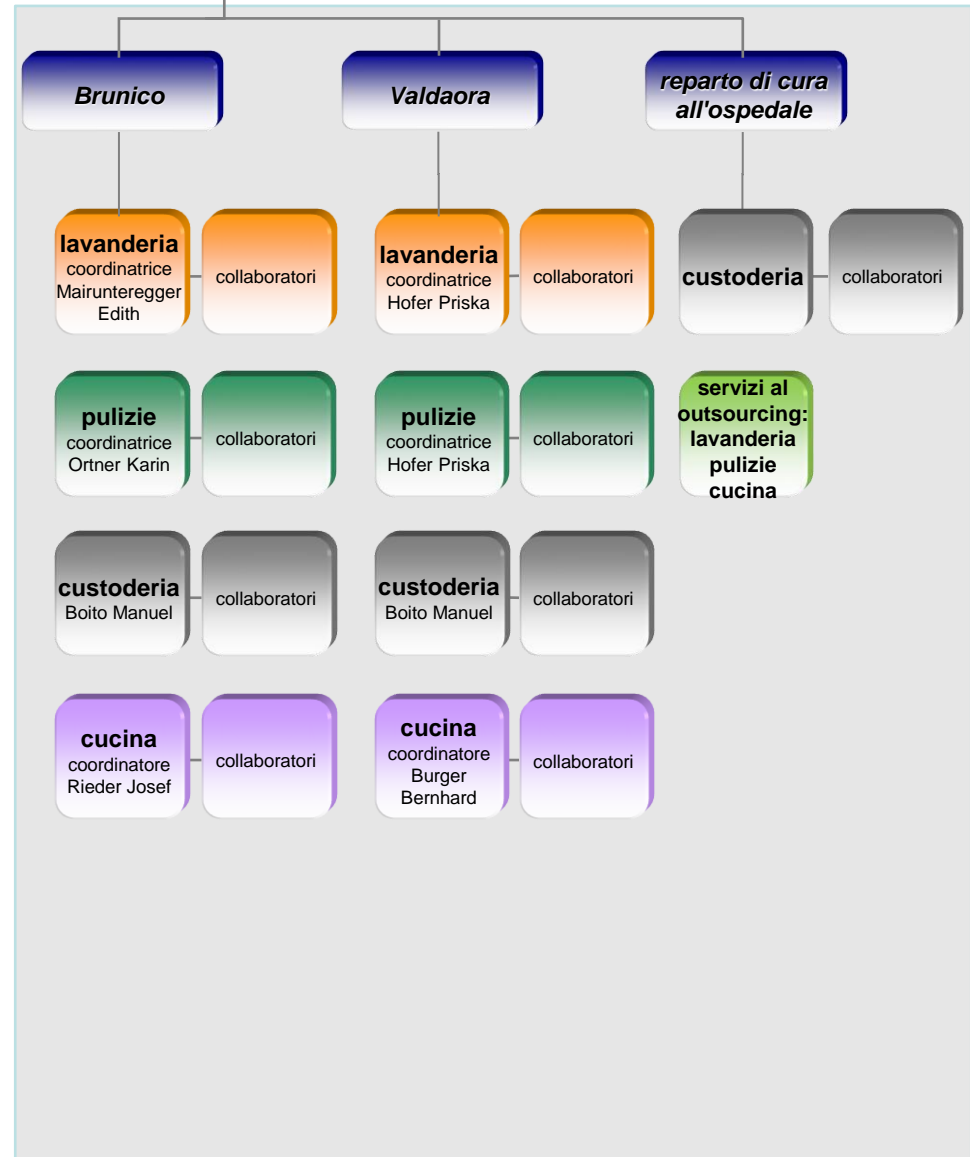 Brunico
Valdaora
reparto di cura
all'ospedale
lavanderia
coordinatrice
Mairunteregger
Edith
collaboratori
lavanderia
coordinatrice
Hofer Priska
collaboratori
custoderia
collaboratori
pulizie
coordinatrice
Ortner Karin
collaboratori
pulizie
coordinatrice
Hofer Priska
collaboratori
servizi al
outsourcing:
lavanderia
pulizie
cucina
custoderia
Boito Manuel
collaboratori
custoderia
Boito Manuel
collaboratori
cucina
coordinatore
Rieder Josef
collaboratori
cucina
coordinatore
Burger
Bernhard
collaboratori